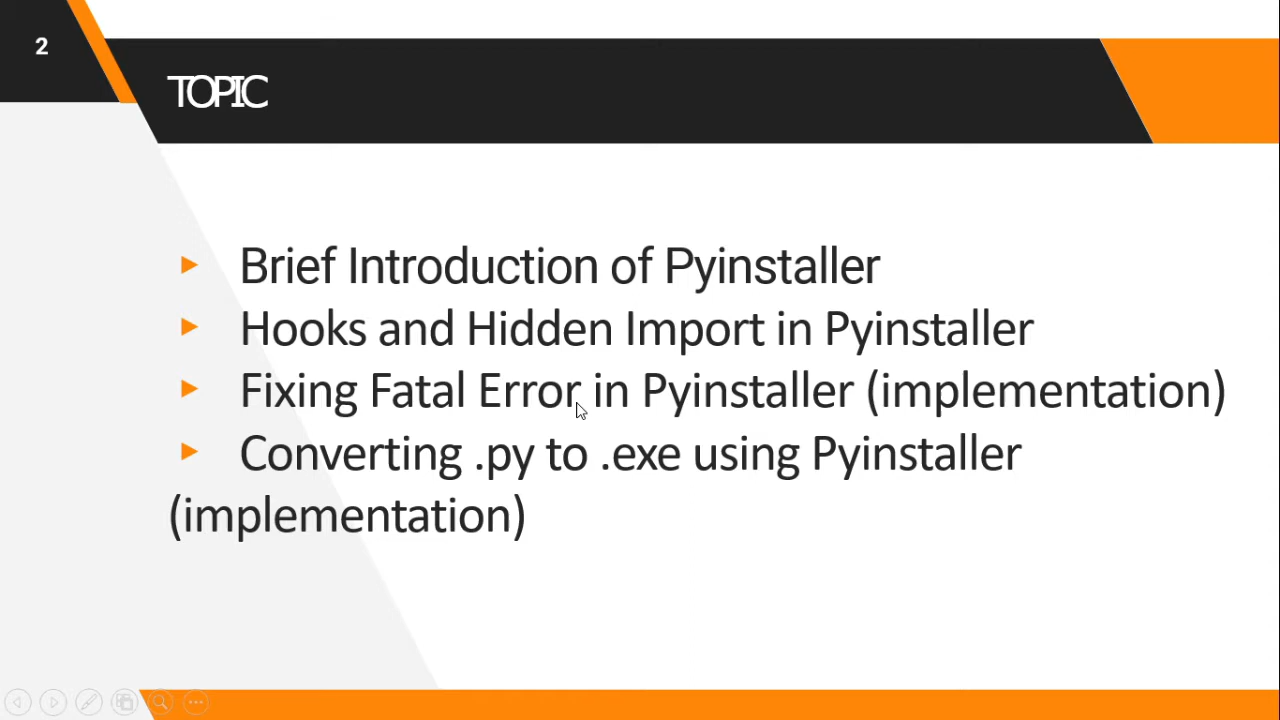 2
TOPIC
Brief Introduction of Pyinstaller
Hooks and Hidden Import in Pyinstaller
Fixing Fatal Error in Pyinstaller (implementation)
Converting .py to .exe using Pyinstaller
(implementation)